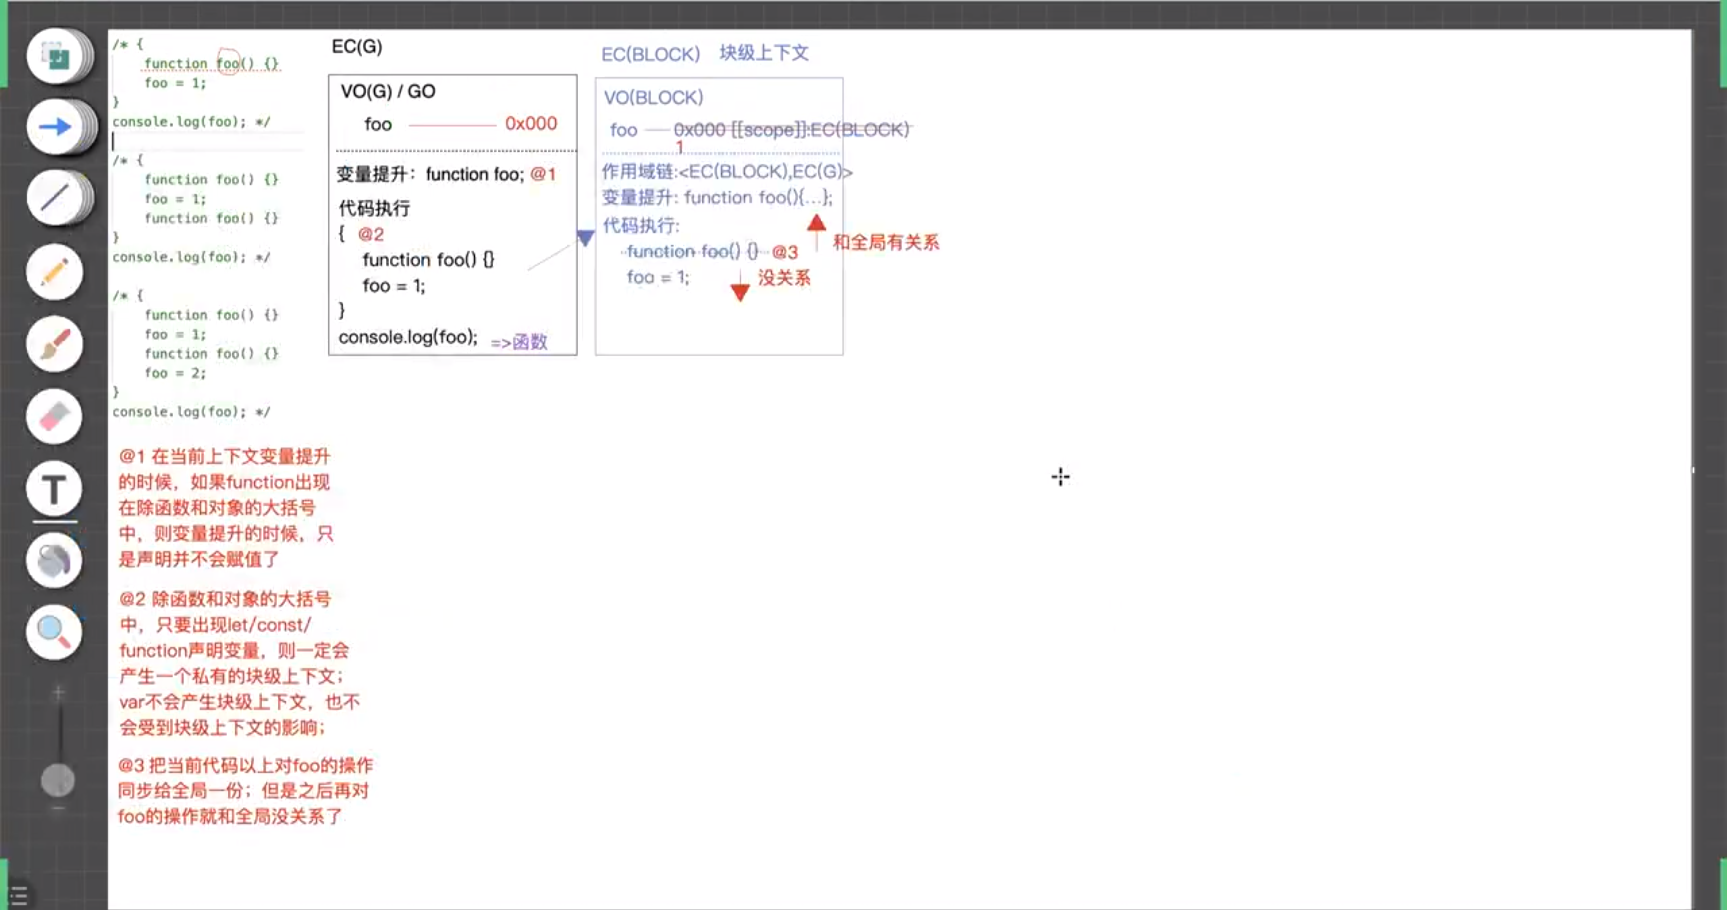 /* {
function foo() {}
foo = 1;
}
console.log(foo); */
/* {
function foo() {}
foo = 1;
function foo() {}
}
console.log(foo); */
/* {
function foo() {}
foo = 1;
function foo() {}
foo = 2;
}
console.log(foo); */
EC(G)
VO(G) / GO
foo 0x000
变量提升：function foo; @1
代码执行
{ @2
function foo() {}
foo = 1;
}
console.log(foo); =>函数
EC(BLOCK) 块级上下文
VO(BLOCK)
foo 0x000 [[scope]]:EC(BLOCK)
1
作用域链:<EC(BLOCK),EC(G)>
变量提升: function foo(){...};
代码执行:
function foo() {} @3
和全局有关系
foo = 1;
没关系
@1 在当前上下文变量提升
的时候，如果function出现
在除函数和对象的大括号
中，则变量提升的时候，只
是声明并不会赋值了
@2 除函数和对象的大括号
中，只要出现let/const/
function声明变量，则一定会
产生一个私有的块级上下文；
var不会产生块级上下文，也不
会受到块级上下文的影响；
@3 把当前代码以上对foo的操作
同步给全局一份；但是之后再对
foo的操作就和全局没关系了
T